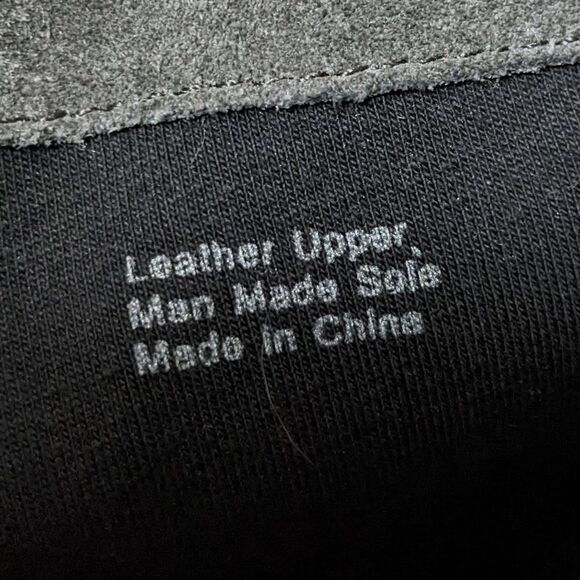 Leather Upper,
Man Made Sole
Made in China